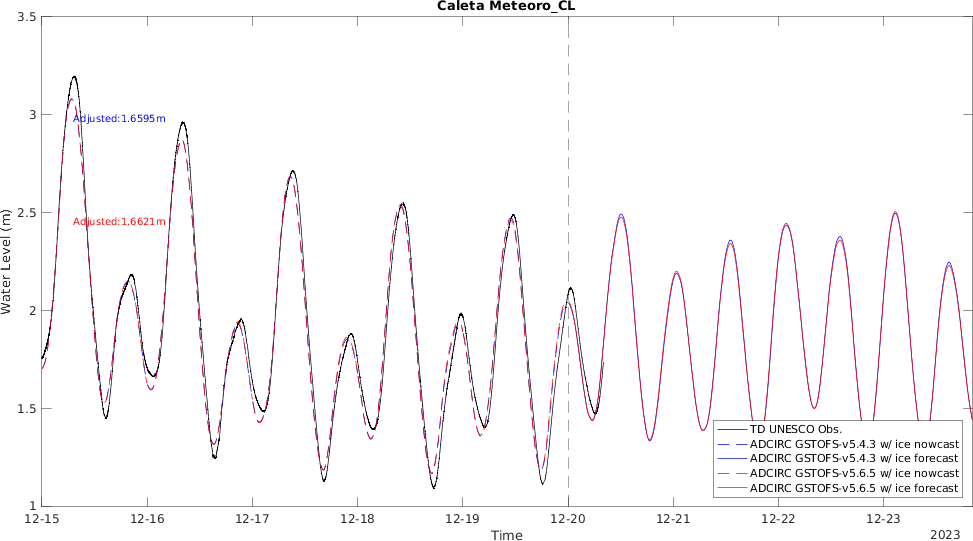 Caleta Meteoro_CL
3.5
3
2.5
2
1.5
1
Water Level (m)
Adjusted:1.6595m
Adjusted:1.6621m
TD UNESCO Obs.
ADCIRC GSTOFS-v5.4.3 w/ ice nowcast
ADCIRC GSTOFS-v5.4.3 w/ ice forecast
ADCIRC GSTOFS-v5.6.5 w/ ice nowcast
ADCIRC GSTOFS-v5.6.5 w/ ice forecast
12-15 12-16 12-17 12-18 12-19 12-20 12-21 12-22 12-23
Time
2023